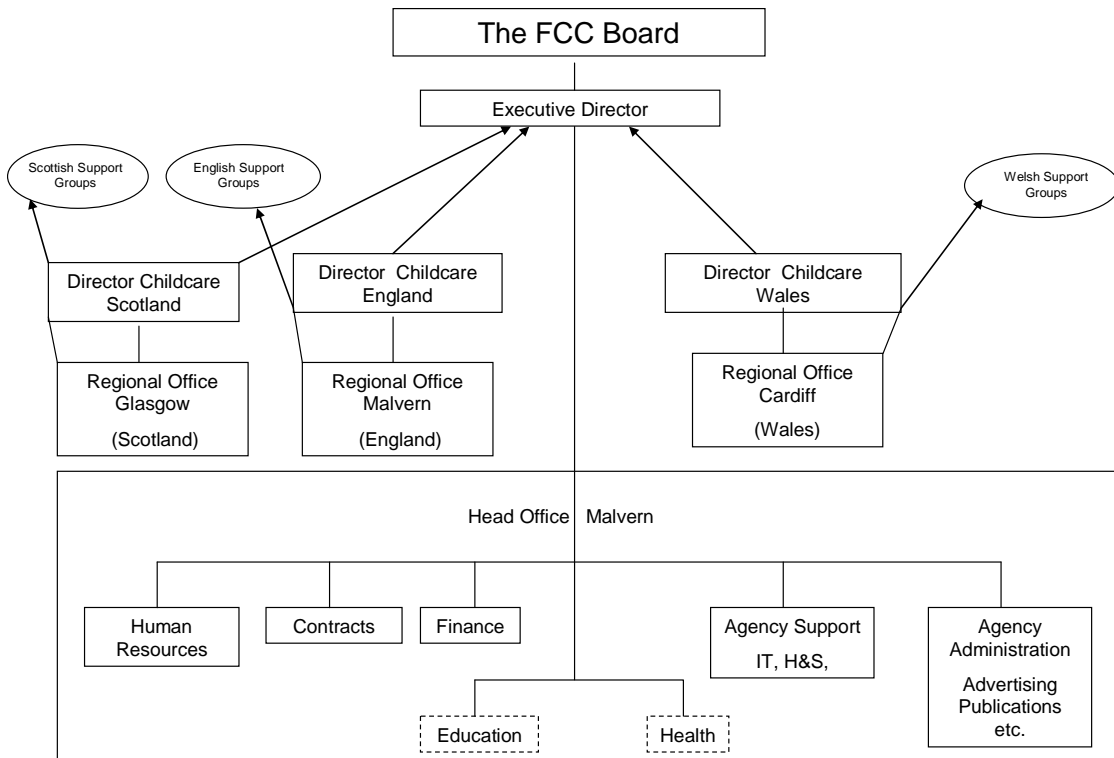 The FCC Board
Executive Director
Scottish Support
Groups
English Support
Groups
Welsh Support
Groups
Director Childcare
Scotland
Director Childcare
England
Director Childcare
Wales
Regional Office
Glasgow
(Scotland)
Regional Office
Malvern
(England)
Regional Office
Cardiff
(Wales)
Head Office Malvern
Human
Resources
Contracts
Finance
Agency Support
IT, H&S,
Agency
Administration
Advertising
Publications
etc.
Education
Health